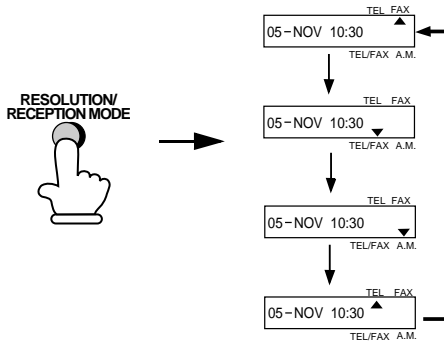 TEL FAX
05-NOV 10:30
TEL/FAX A.M.
RESOLUTION/
RECEPTION MODE
TEL FAX
05-NOV 10:30
TEL/FAX A.M.
TEL FAX
05-NOV 10:30
TEL/FAX A.M.
TEL FAX
05-NOV 10:30
TEL/FAX A.M.